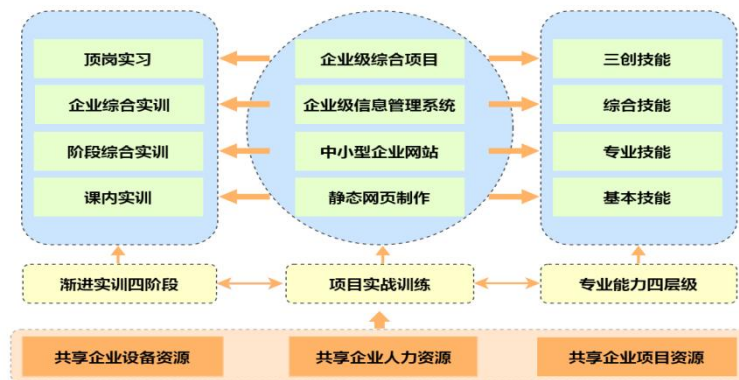 顶岗实习
企业级综合项目
三创技能
企业综合实训
企业级信息管理系统
综合技能
阶段综合实训
中小型企业网站
专业技能
课内实训
静态网页制作
基本技能
渐进实训四阶段
项目实战训练
专业能力四层级
共享企业设备资源
共享企业人力资源
共享企业项目资源